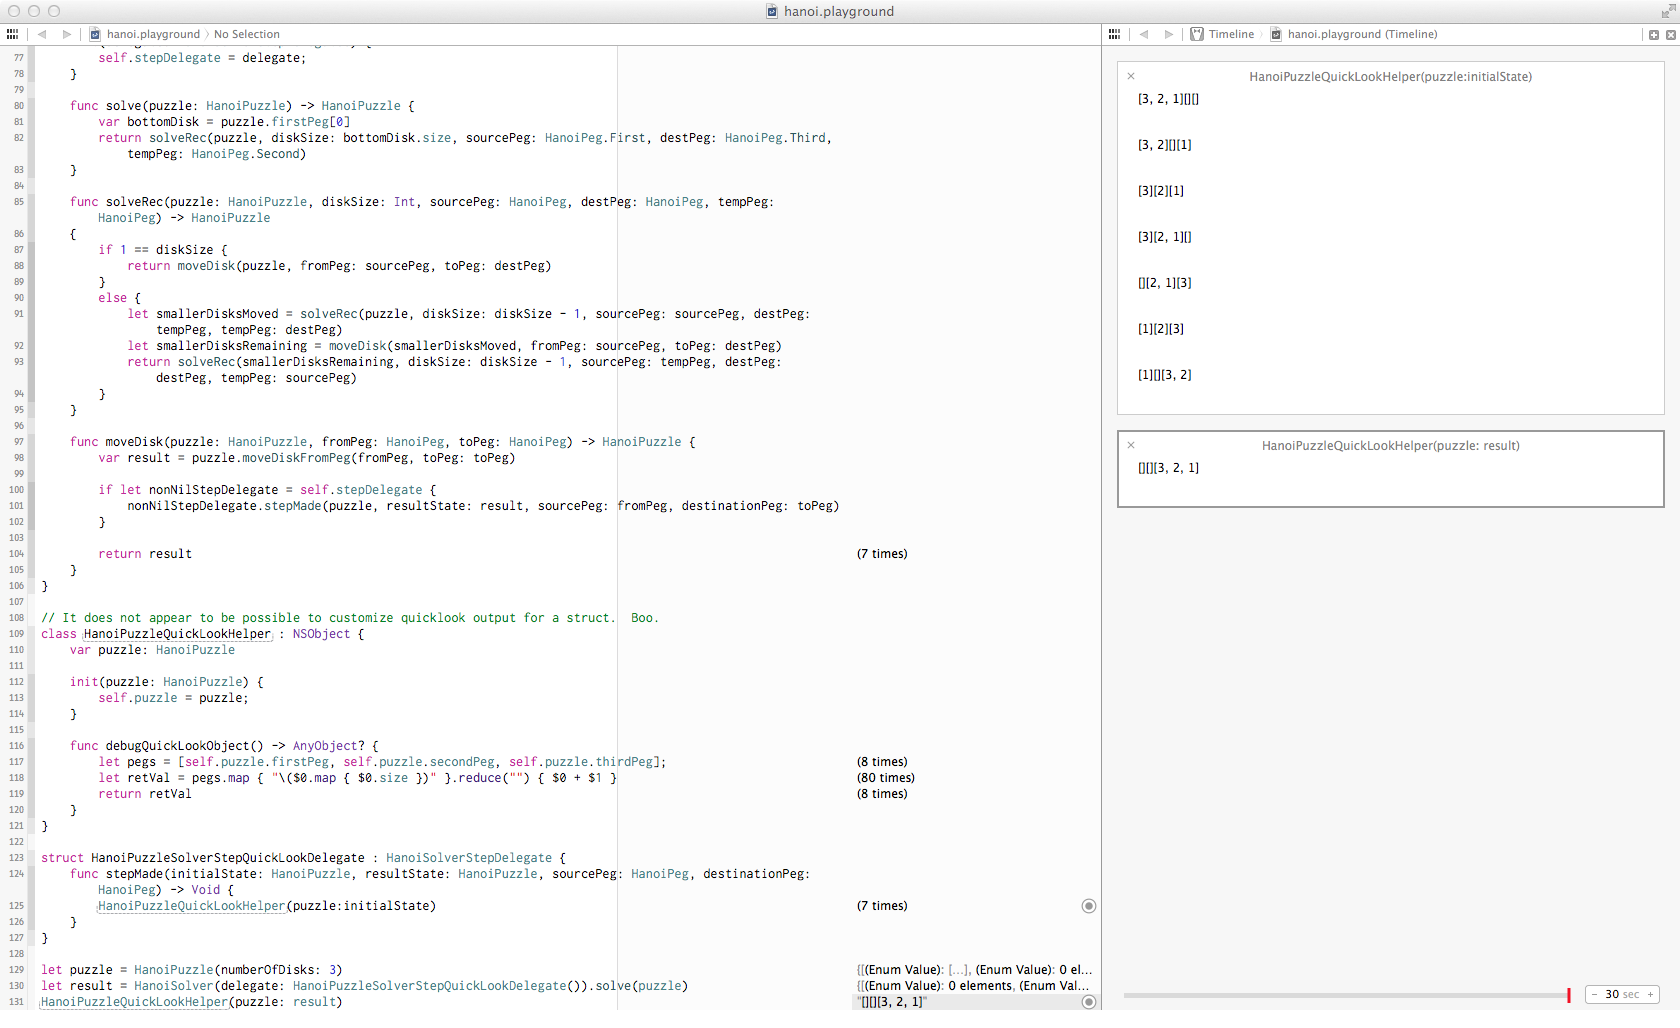 hanoi.playground
hanoi.playground 〉 No Selection
77 self.stepDelegate = delegate;
78 }
79
80 func solve(puzzle: HanoiPuzzle) -> HanoiPuzzle {
81 var bottomDisk = puzzle.firstPeg[0]
82 return solveRec(puzzle, diskSize: bottomDisk.size, sourcePeg: HanoiPeg.First, destPeg: HanoiPeg.Third,
tempPeg: HanoiPeg.Second)
83 }
84
85 func solveRec(puzzle: HanoiPuzzle, diskSize: Int, sourcePeg: HanoiPeg, destPeg: HanoiPeg, tempPeg:
HanoiPeg) -> HanoiPuzzle
86 {
87 if 1 == diskSize {
88 return moveDisk(puzzle, fromPeg: sourcePeg, toPeg: destPeg)
89 }
90 else {
91 let smallerDisksMoved = solveRec(puzzle, diskSize: diskSize - 1, sourcePeg: sourcePeg, destPeg:
tempPeg, tempPeg: destPeg)
92 let smallerDisksRemaining = moveDisk(smallerDisksMoved, fromPeg: sourcePeg, toPeg: destPeg)
93 return solveRec(smallerDisksRemaining, diskSize: diskSize - 1, sourcePeg: tempPeg, destPeg:
destPeg, tempPeg: sourcePeg)
94 }
95 }
96
97 func moveDisk(puzzle: HanoiPuzzle, fromPeg: HanoiPeg, toPeg: HanoiPeg) -> HanoiPuzzle {
98 var result = puzzle.moveDiskFromPeg(fromPeg, toPeg: toPeg)
99
100 if let nonNilStepDelegate = self.stepDelegate {
101 nonNilStepDelegate.stepMade(puzzle, resultState: result, sourcePeg: fromPeg, destinationPeg: toPeg)
102 }
103
104 return result (7 times)
105 }
106 }
107
108 // It does not appear to be possible to customize quicklook output for a struct.  Boo.
109 class HanoiPuzzleQuickLookHelper : NSObject {
110 var puzzle: HanoiPuzzle
111
112 init(puzzle: HanoiPuzzle) {
113 self.puzzle = puzzle;
114 }
115
116 func debugQuickLookObject() -> AnyObject? {
117 let pegs = [self.puzzle.firstPeg, self.puzzle.secondPeg, self.puzzle.thirdPeg]; (8 times)
118 let retVal = pegs.map { "\($0.map { $0.size })" }.reduce("") { $0 + $1 } (80 times)
119 return retVal (8 times)
120 }
121 }
122
123 struct HanoiPuzzleSolverStepQuickLookDelegate : HanoiSolverStepDelegate {
124 func stepMade(initialState: HanoiPuzzle, resultState: HanoiPuzzle, sourcePeg: HanoiPeg, destinationPeg:
HanoiPeg) -> Void {
125 HanoiPuzzleQuickLookHelper(puzzle:initialState) (7 times)
126 }
127 }
128
129 let puzzle = HanoiPuzzle(numberOfDisks: 3) {[(Enum Value): [...], (Enum Value): 0 el...
130 let result = HanoiSolver(delegate: HanoiPuzzleSolverStepQuickLookDelegate()).solve(puzzle) {[(Enum Value): 0 elements, (Enum Val...
131 HanoiPuzzleQuickLookHelper(puzzle: result) "[][][3, 2, 1]"
Timeline 〉 hanoi.playground (Timeline)
HanoiPuzzleQuickLookHelper(puzzle:initialState)
[3, 2, 1][][]
[3, 2][][1]
[3][2][1]
[3][2, 1][]
[][2, 1][3]
[1][2][3]
[1][][3, 2]
HanoiPuzzleQuickLookHelper(puzzle: result)
[][][3, 2, 1]
– 30 sec +